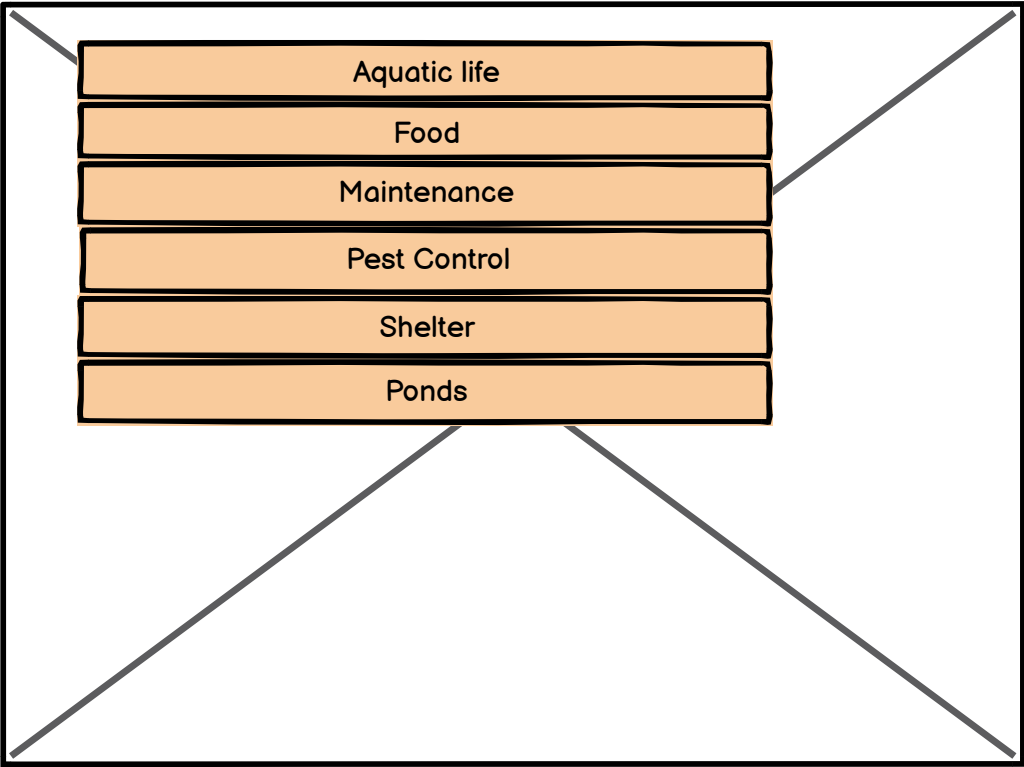 Aquatic life
Food
Maintenance
Pest Control
Shelter
Ponds